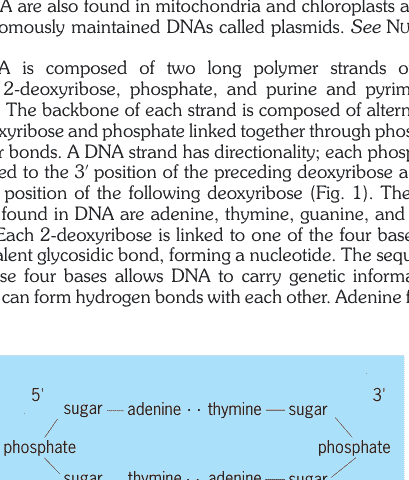 A are also found in mitochondria and chloroplasts a
omously maintained DNAs called plasmids. See NU
A is composed of two long polymer strands o
2-deoxyribose, phosphate, and purine and pyrim
. The backbone of each strand is composed of altern
xyribose and phosphate linked together through phos
r bonds. A DNA strand has directionality; each phosp
ed to the 3′ position of the preceding deoxyribose a
position of the following deoxyribose (Fig. 1). The
found in DNA are adenine, thymine, guanine, and
Each 2-deoxyribose is linked to one of the four base
alent glycosidic bond, forming a nucleotide. The sequ
se four bases allows DNA to carry genetic informa
can form hydrogen bonds with each other. Adenine f
5′ 3′
sugar — adenine · · thymine — sugar
phosphate phosphate
sugar thymine · · adenine sugar